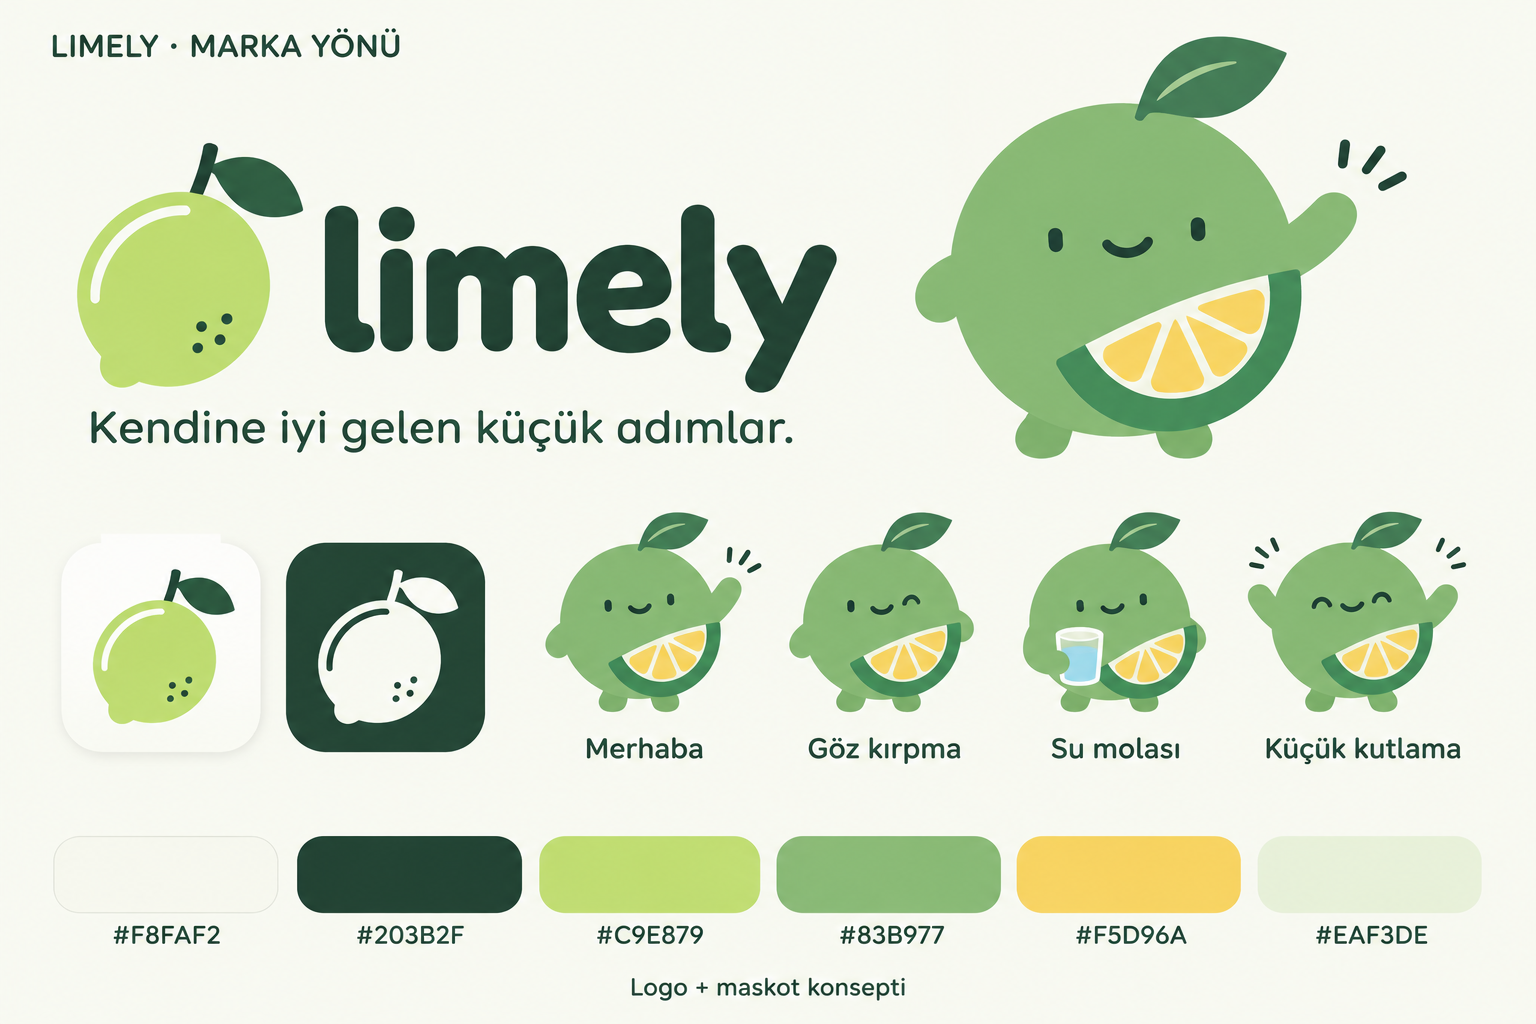 LIMELY · MARKA YÖNÜ
limely
Kendine iyi gelen küçük adımlar.
Merhaba
Göz kırpma
Su molası
Küçük kutlama
#F8FAF2
#203B2F
#C9E879
#83B977
#F5D96A
#EAF3DE
Logo + maskot konsepti